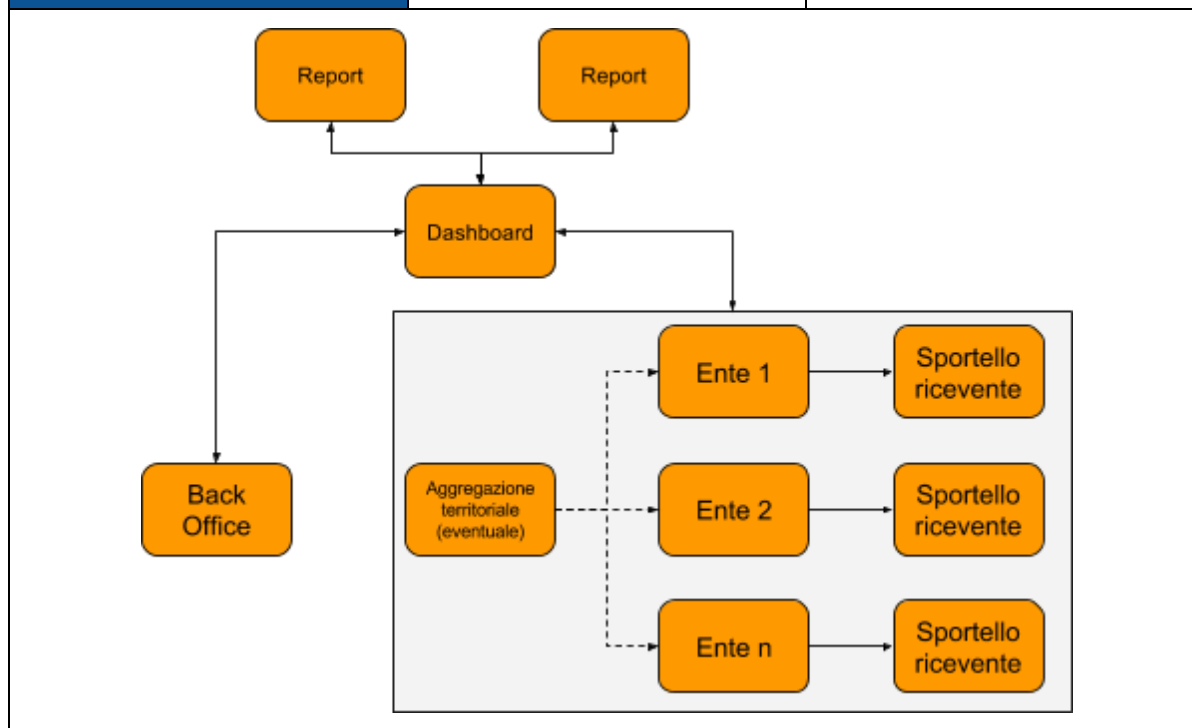 Report
Report
Dashboard
Ente 1
Sportello
ricevente
Back
Office
Aggregazione
territoriale
(eventuale)
Ente 2
Sportello
ricevente
Ente n
Sportello
ricevente